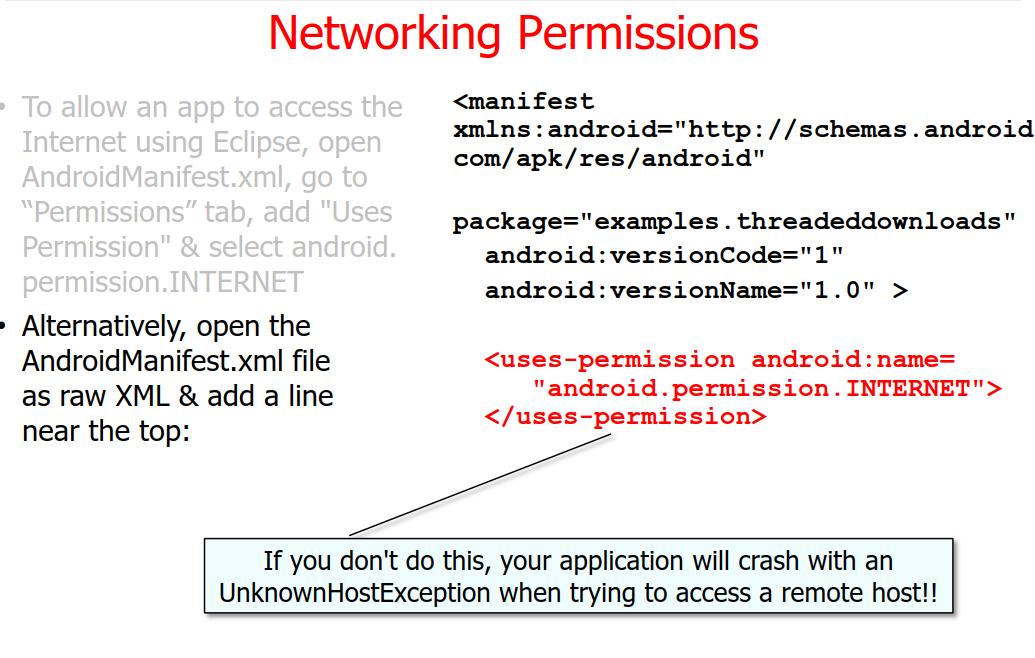 Networking Permissions
• To allow an app to access the
Internet using Eclipse, open
AndroidManifest.xml, go to
“Permissions” tab, add "Uses
Permission" & select android.
permission.INTERNET
• Alternatively, open the
AndroidManifest.xml file
as raw XML & add a line
near the top:
<manifest
xmlns:android="http://schemas.android
com/apk/res/android"
package="examples.threadeddownloads"
android:versionCode="1"
android:versionName="1.0" >
<uses-permission android:name=
"android.permission.INTERNET">
</uses-permission>
If you don't do this, your application will crash with an
UnknownHostException when trying to access a remote host!!